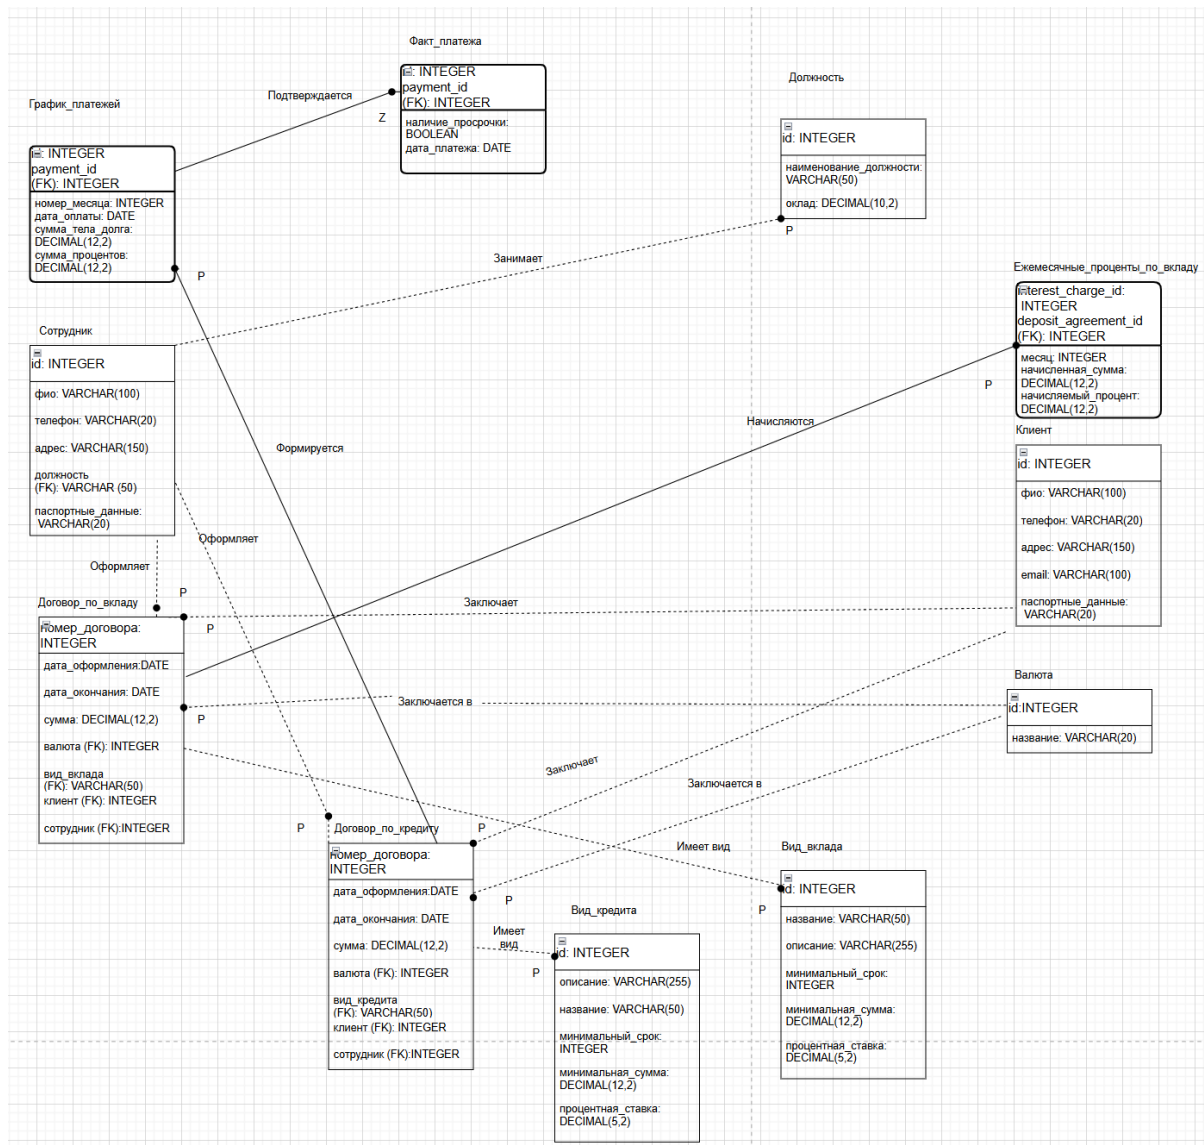 Факт_платежа
id: INTEGER
payment_id
(FK): INTEGER
наличие_просрочки:
BOOLEAN
дата_платежа: DATE
Подтверждается
Z
График_платежей
id: INTEGER
payment_id
(FK): INTEGER
номер_месяца: INTEGER
дата_оплаты: DATE
сумма_тела_долга:
DECIMAL(12,2)
сумма_процентов:
DECIMAL(12,2)
P
Должность
id: INTEGER
наименование_должности:
VARCHAR(50)
оклад: DECIMAL(10,2)
P
Занимает
Ежемесячные_проценты_по_вкладу
interest_charge_id:
INTEGER
deposit_agreement_id
(FK): INTEGER
месяц: INTEGER
начисленная_сумма:
DECIMAL(12,2)
начисляемый_процент:
DECIMAL(12,2)
P
Начисляются
Сотрудник
id: INTEGER
фио: VARCHAR(100)
телефон: VARCHAR(20)
адрес: VARCHAR(150)
должность
(FK): VARCHAR (50)
паспортные_данные:
VARCHAR(20)
Формируется
Оформляет
Оформляет
Клиент
id: INTEGER
фио: VARCHAR(100)
телефон: VARCHAR(20)
адрес: VARCHAR(150)
email: VARCHAR(100)
паспортные_данные:
VARCHAR(20)
Договор_по_вкладу
P
P
Заключает
номер_договора:
INTEGER
дата_оформления:DATE
дата_окончания: DATE
сумма: DECIMAL(12,2)
валюта (FK): INTEGER
вид_вклада
(FK): VARCHAR(50)
клиент (FK): INTEGER
сотрудник (FK):INTEGER
P
Заключается в
Валюта
id:INTEGER
название: VARCHAR(20)
Заключает
Заключается в
P
Договор_по_кредиту
P
номер_договора:
INTEGER
дата_оформления:DATE
дата_окончания: DATE
сумма: DECIMAL(12,2)
валюта (FK): INTEGER
вид_кредита
(FK): VARCHAR(50)
клиент (FK): INTEGER
сотрудник (FK):INTEGER
P
Имеет
вид
P
Вид_кредита
id: INTEGER
описание: VARCHAR(255)
название: VARCHAR(50)
минимальный_срок:
INTEGER
минимальная_сумма:
DECIMAL(12,2)
процентная_ставка:
DECIMAL(5,2)
Имеет вид
P
Вид_вклада
id: INTEGER
название: VARCHAR(50)
описание: VARCHAR(255)
минимальный_срок:
INTEGER
минимальная_сумма:
DECIMAL(12,2)
процентная_ставка:
DECIMAL(5,2)